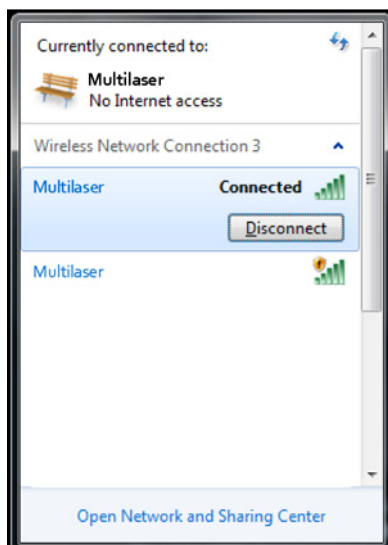 Currently connected to:
Multilaser
No Internet access
Wireless Network Connection 3
Multilaser Connected
Disconnect
Multilaser
Open Network and Sharing Center